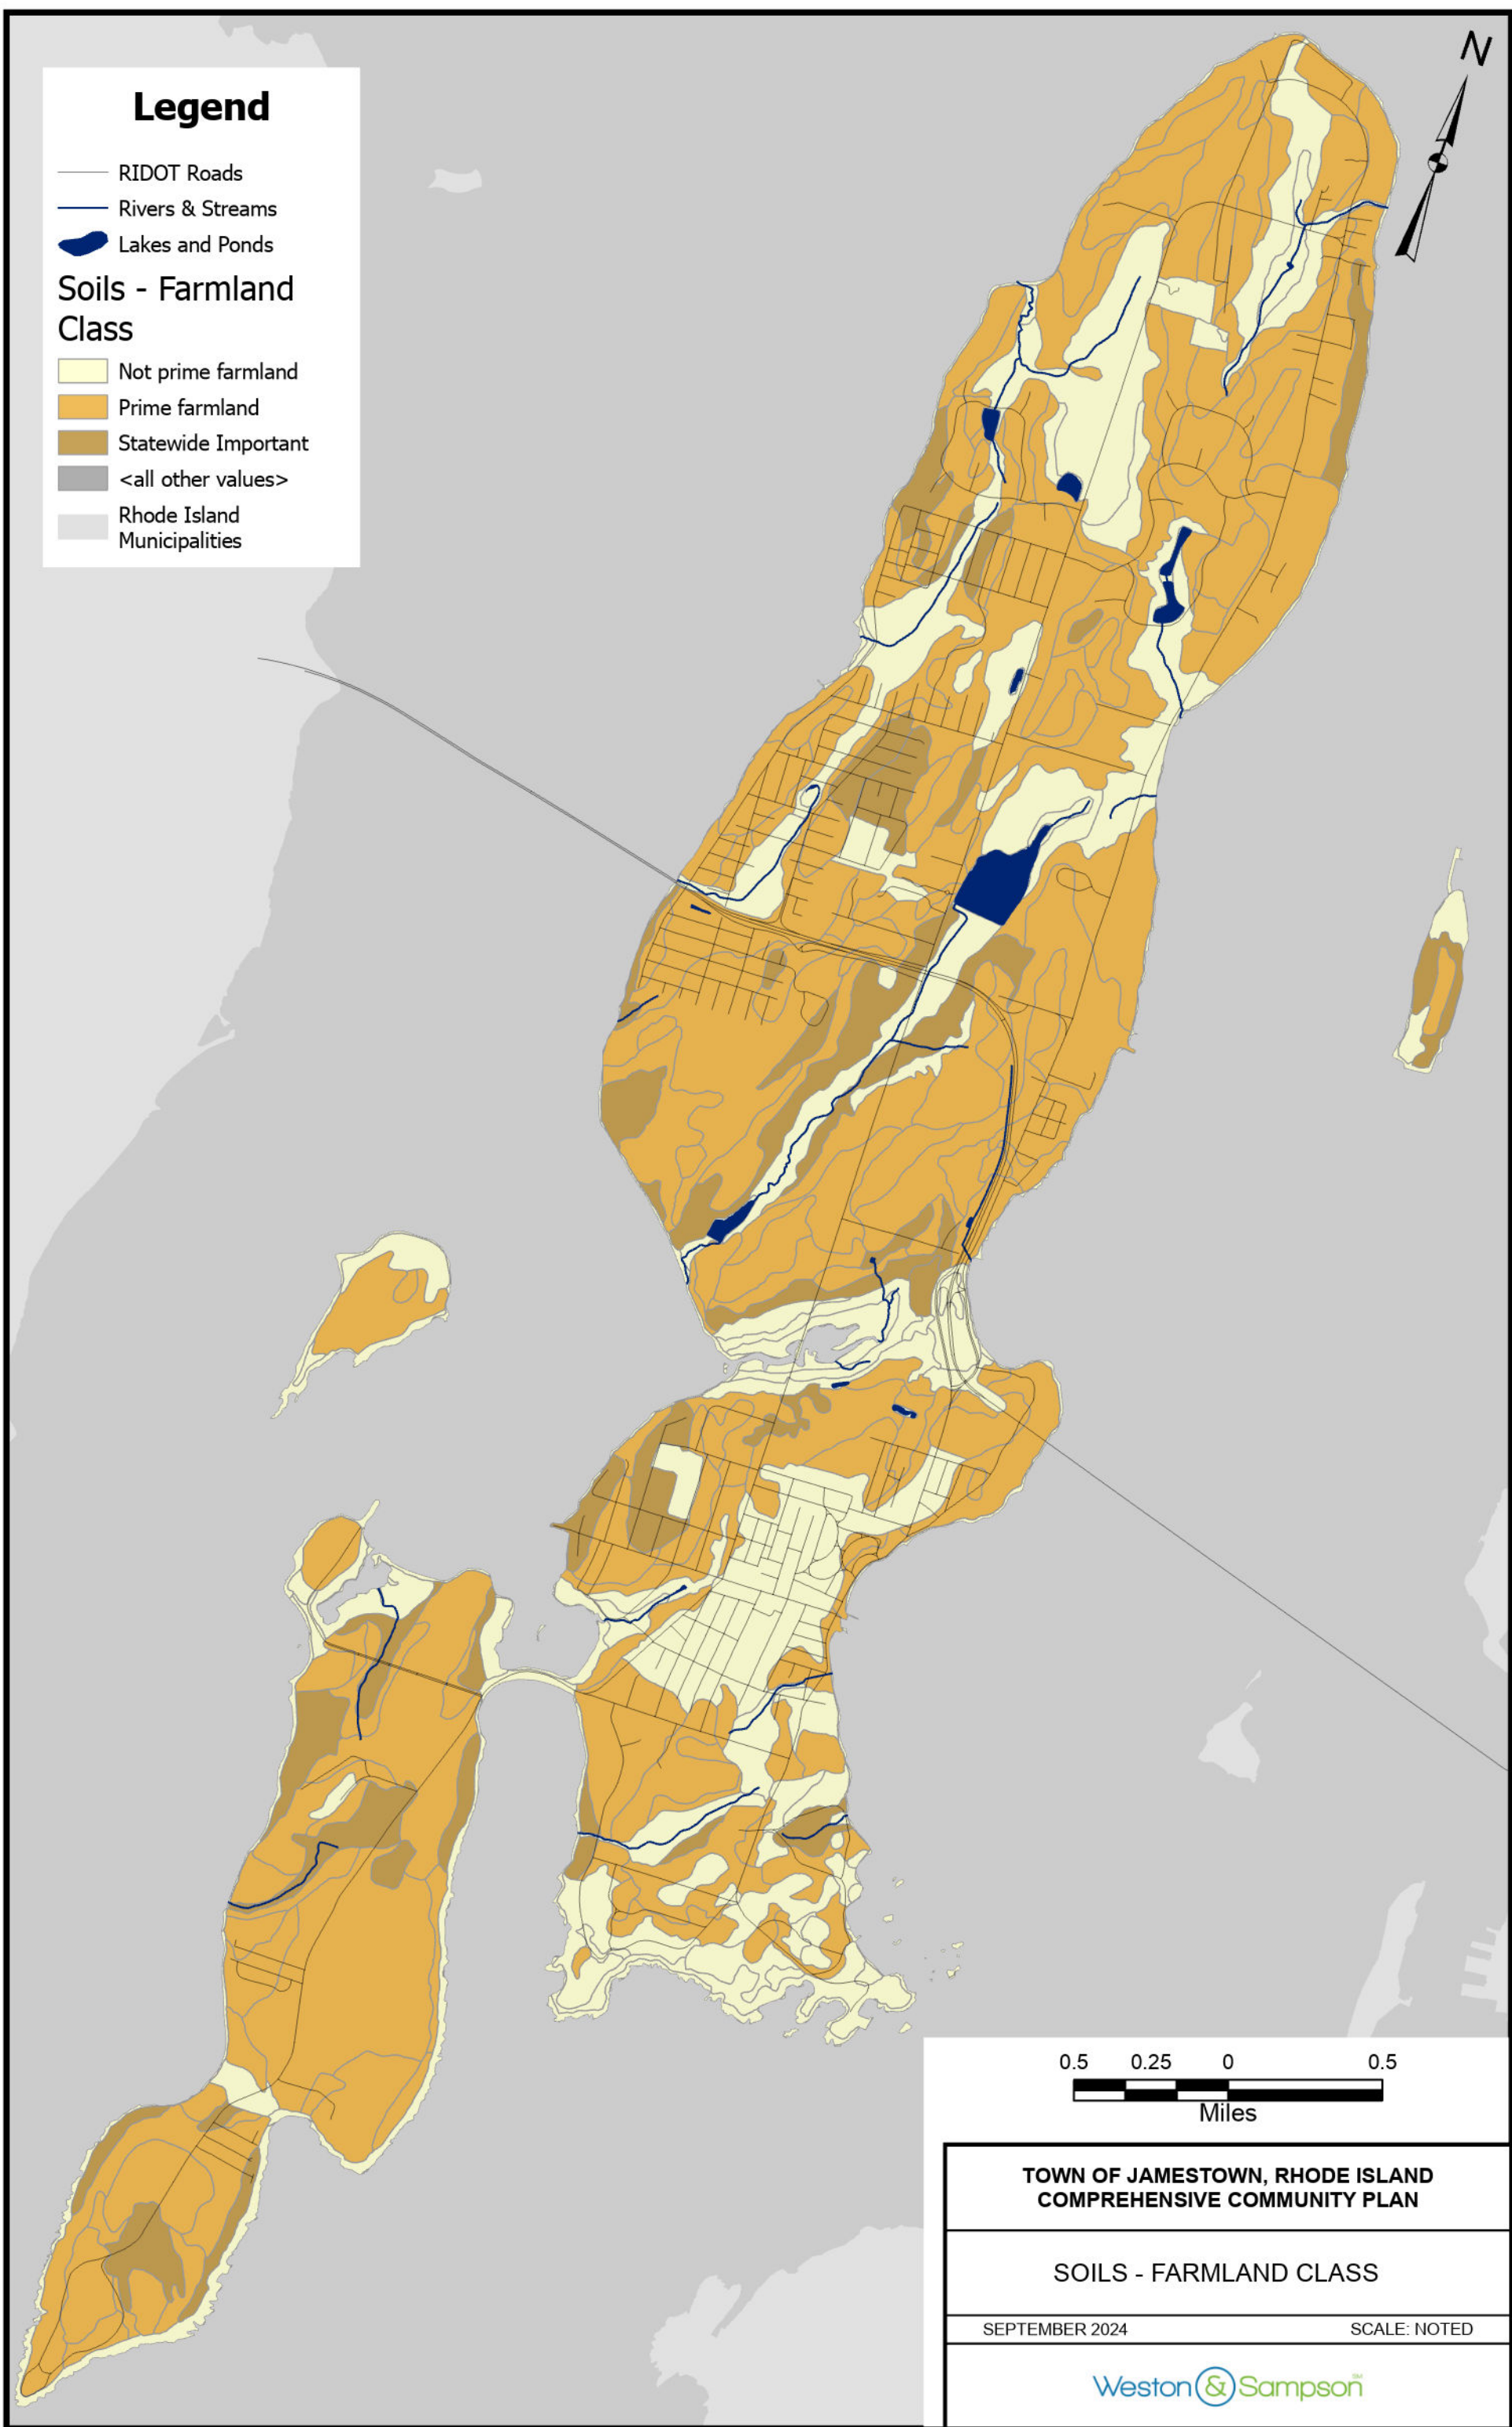 N
Legend
RIDOT Roads
Rivers & Streams
Lakes and Ponds
Soils - Farmland
Class
Not prime farmland
Prime farmland
Statewide Important
<all other values>
Rhode Island
Municipalities
0.5 0.25 0 0.5
Miles
TOWN OF JAMESTOWN, RHODE ISLAND
COMPREHENSIVE COMMUNITY PLAN
SOILS - FARMLAND CLASS
SEPTEMBER 2024 SCALE: NOTED
Weston & Sampson℠